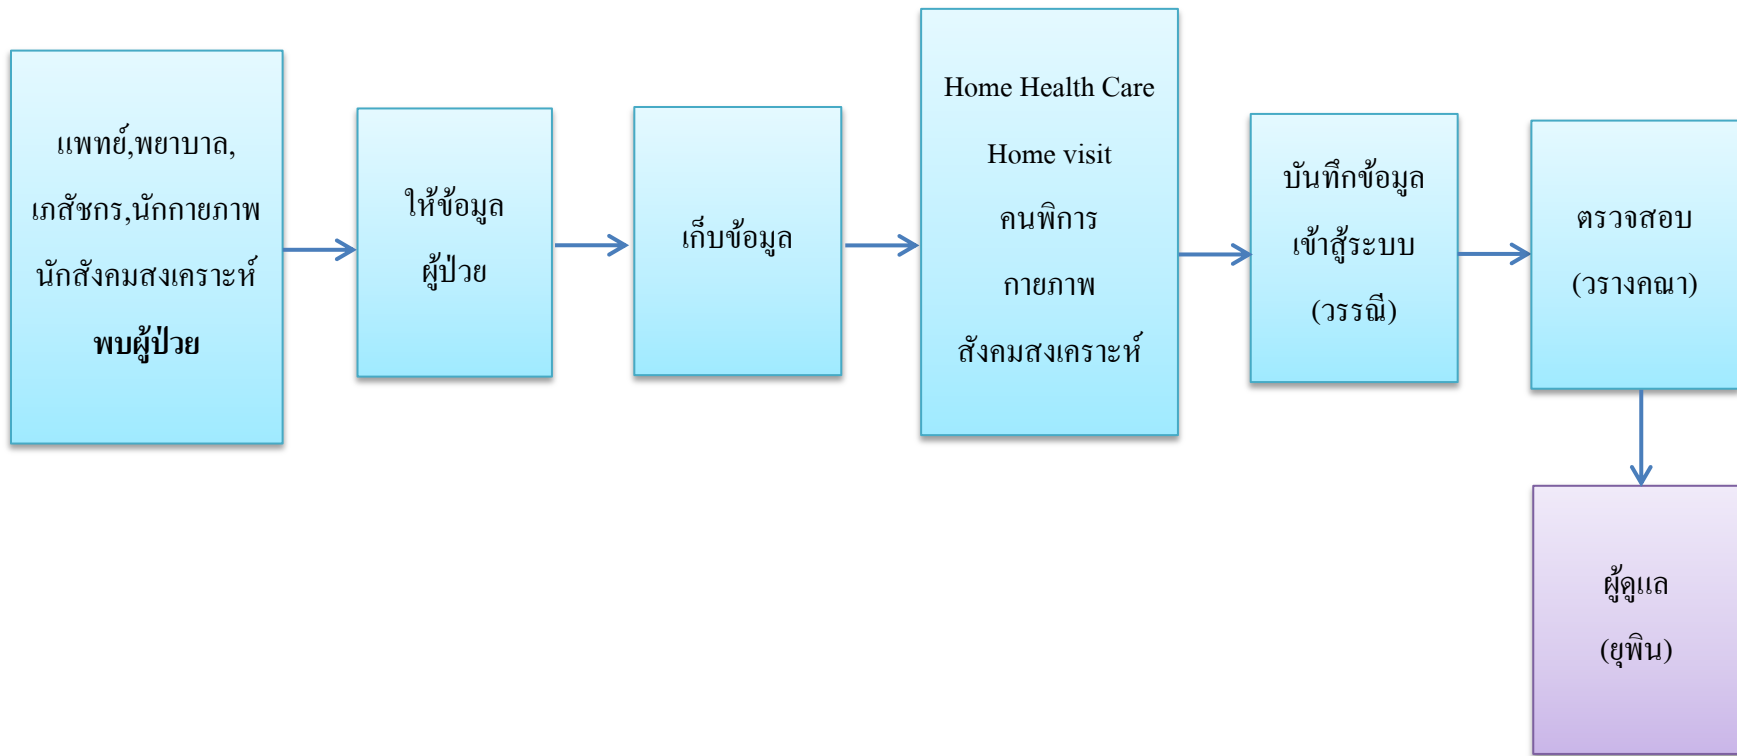 แพทย์,พยาบาล,
เภสัชกร,นักกายภาพ
นักสังคมสงเคราะห์
พบผู้ป่วย
ให้ข้อมูล
ผู้ป่วย
เก็บข้อมูล
Home Health Care
Home visit
คนพิการ
กายภาพ
สังคมสงเคราะห์
บันทึกข้อมูล
เข้าสู้ระบบ
(วรรณี)
ตรวจสอบ
(วรางคณา)
ผู้ดูแล
(ยุพิน)